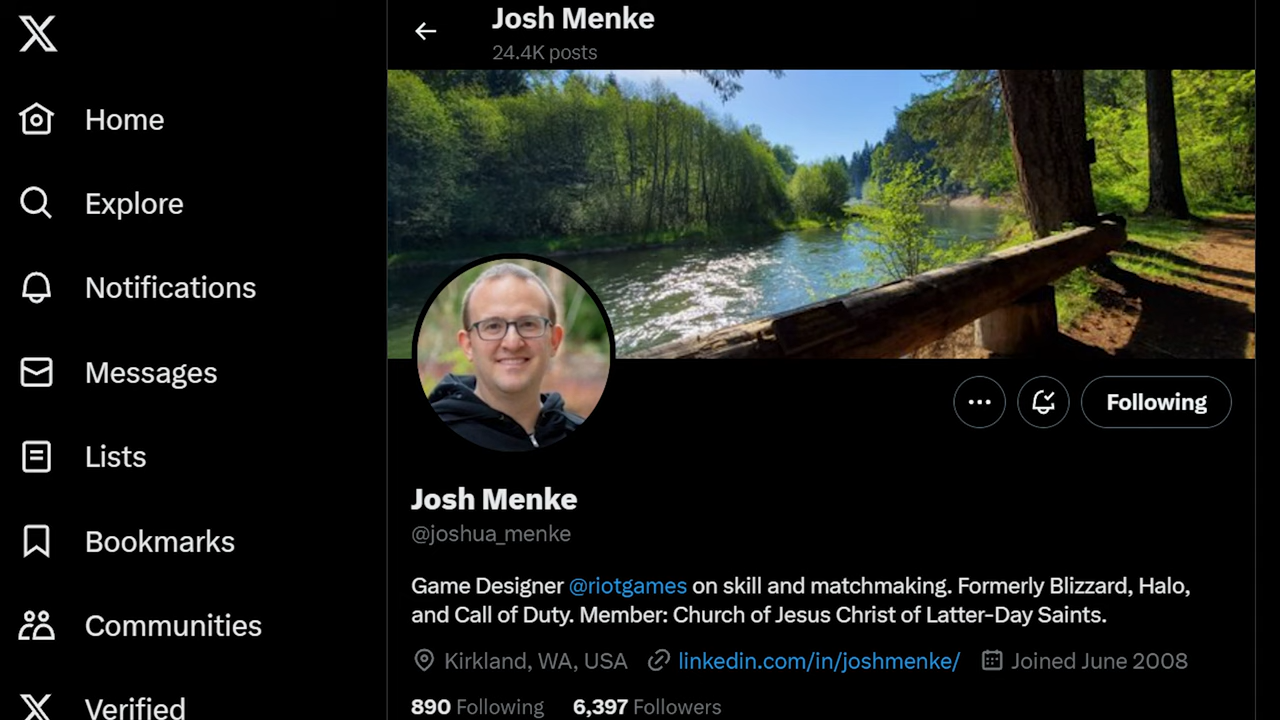 Josh Menke
24.4K posts
Home
Explore
Notifications
Messages
Lists
Bookmarks
Communities
Verified
Following
Josh Menke
@joshua_menke
Game Designer @riotgames on skill and matchmaking. Formerly Blizzard, Halo,
and Call of Duty. Member: Church of Jesus Christ of Latter-Day Saints.
Kirkland, WA, USA linkedin.com/in/joshmenke/ Joined June 2008
890 Following 6,397 Followers